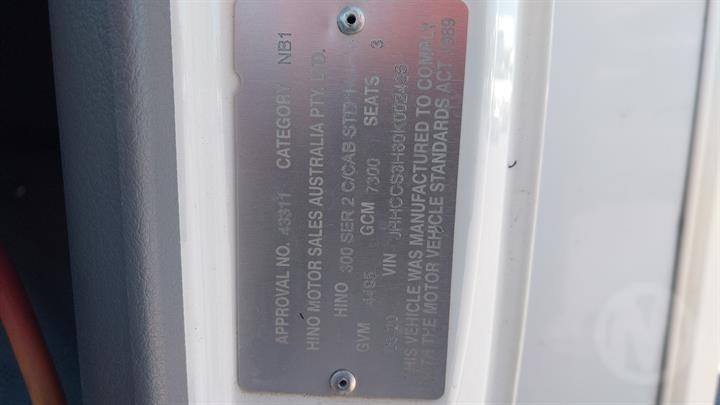 APPROVAL NO. 43311 CATEGORY NB1
HINO MOTOR SALES AUSTRALIA PTY. LTD.
HINO 300 SER 2 C/CAB STD
GVM 4495 GCM 7300 SEATS 3
VIN
THIS VEHICLE WAS MANUFACTURED TO COMPLY
WITH THE MOTOR VEHICLE STANDARDS ACT 1989